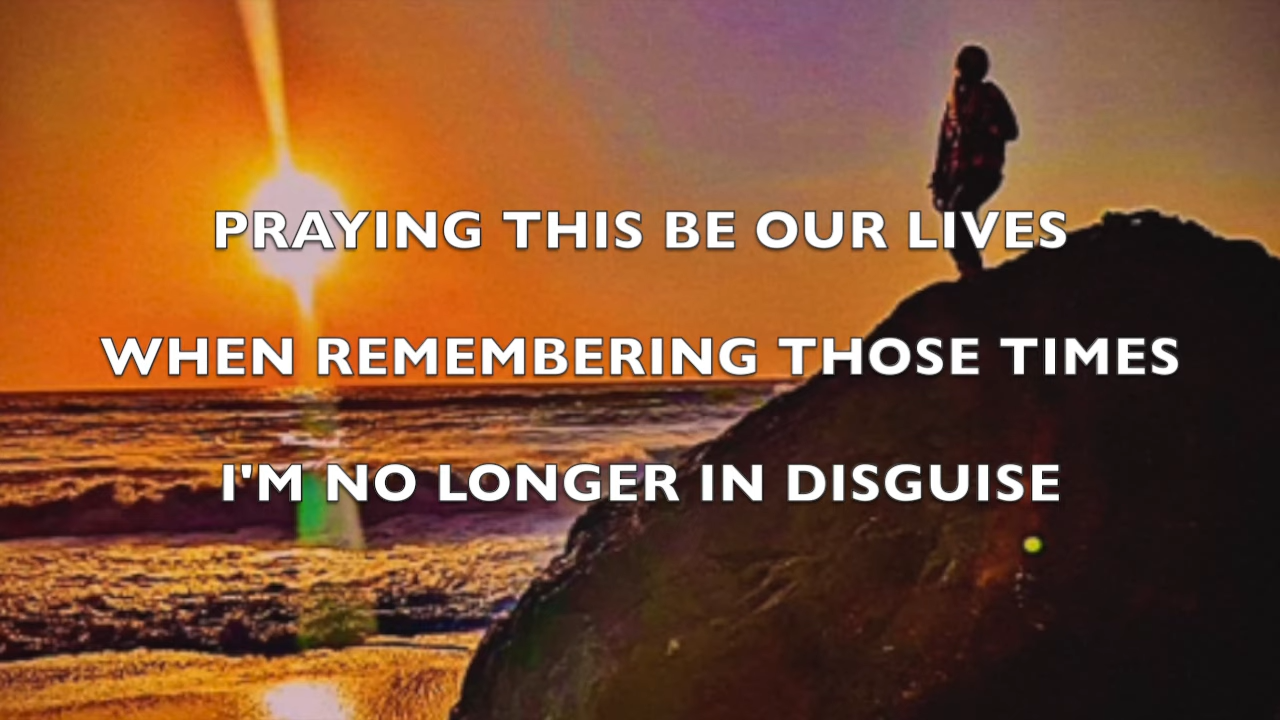 PRAYING THIS BE OUR LIVES
WHEN REMEMBERING THOSE TIMES
I'M NO LONGER IN DISGUISE